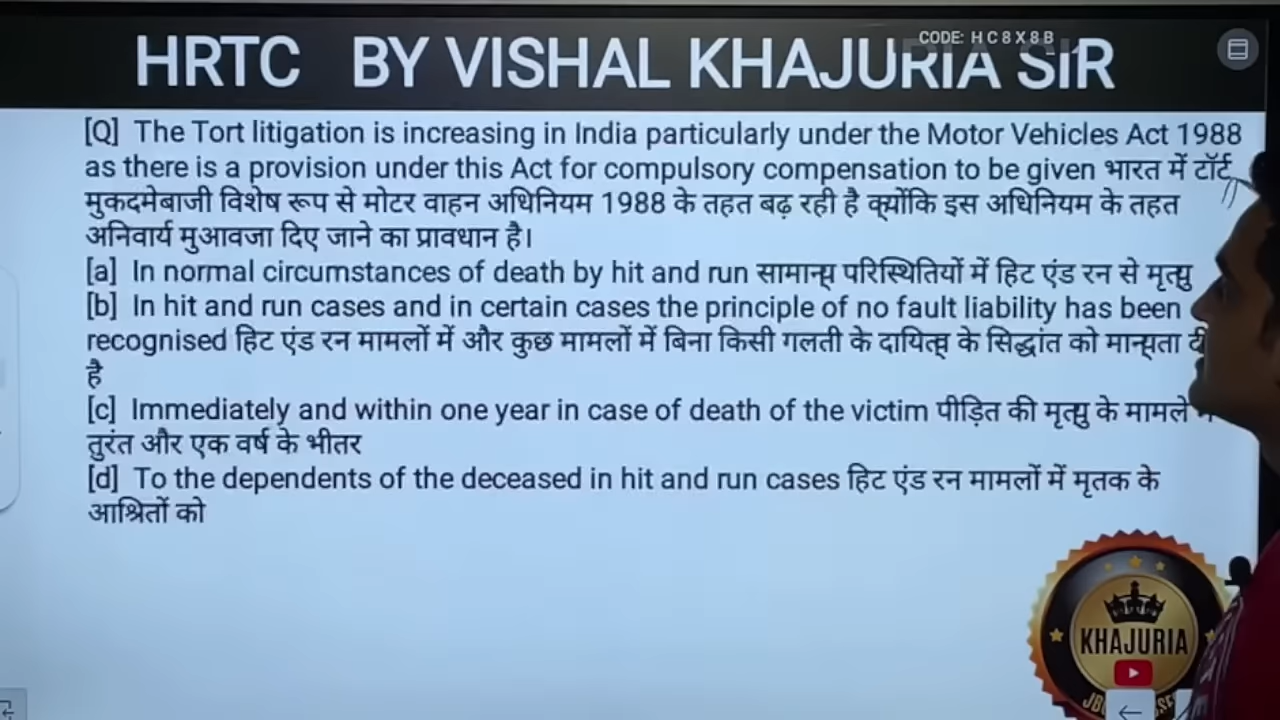 CODE: H C 8 X 8 B
HRTC BY VISHAL KHAJURIA SIR
[Q] The Tort litigation is increasing in India particularly under the Motor Vehicles Act 1988
as there is a provision under this Act for compulsory compensation to be given भारत में टॉर्ट
मुकदमेबाजी विशेष रूप से मोटर वाहन अधिनियम 1988 के तहत बढ़ रही है क्योंकि इस अधिनियम के तहत
अनिवार्य मुआवजा दिए जाने का प्रावधान है।
[a] In normal circumstances of death by hit and run सामान्य परिस्थितियों में हिट एंड रन से मृत्यु
[b] In hit and run cases and in certain cases the principle of no fault liability has been
recognised हिट एंड रन मामलों में और कुछ मामलों में बिना किसी गलती के दायित्व के सिद्धांत को मान्यता
है
[c] Immediately and within one year in case of death of the victim पीड़ित की मृत्यु के मामले
तुरंत और एक वर्ष के भीतर
[d] To the dependents of the deceased in hit and run cases हिट एंड रन मामलों में मृतक के
आश्रितों को
KHAJURIA